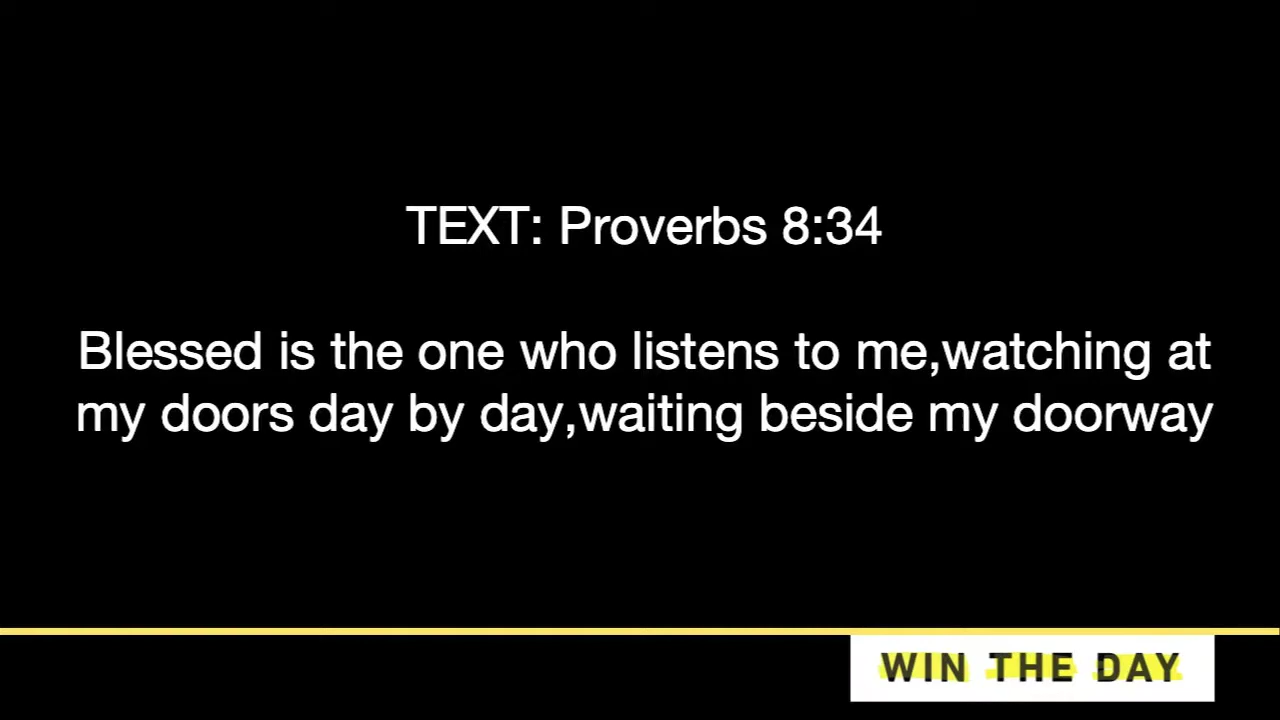 TEXT: Proverbs 8:34
Blessed is the one who listens to me,watching at
my doors day by day,waiting beside my doorway
WIN THE DAY